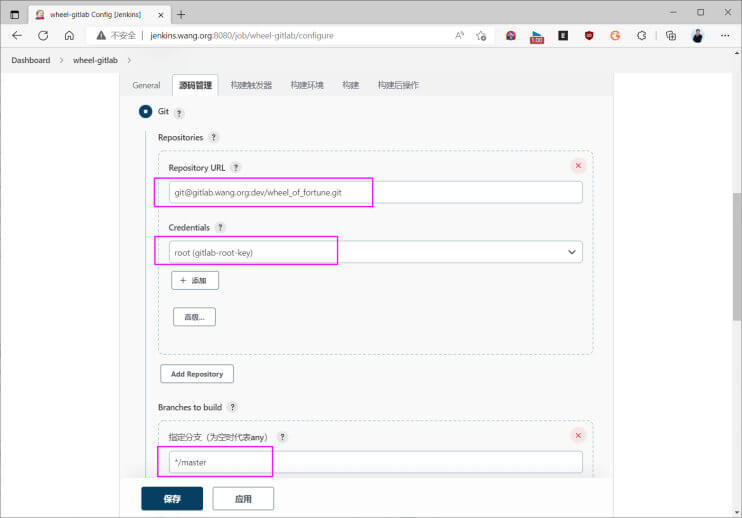 wheel-gitlab Config [Jenkins]
不安全 jenkins.wang.org:8080/job/wheel-gitlab/configure
1.00
Dashboard wheel-gitlab
General 源码管理 构建触发器 构建环境 构建 构建后操作
Git ?
Repositories ?
Repository URL ?
git@gitlab.wang.org:dev/wheel_of_fortune.git
Credentials ?
root (gitlab-root-key)
+ 添加
高级...
Add Repository
Branches to build ?
指定分支（为空时代表any） ?
*/master
保存 应用